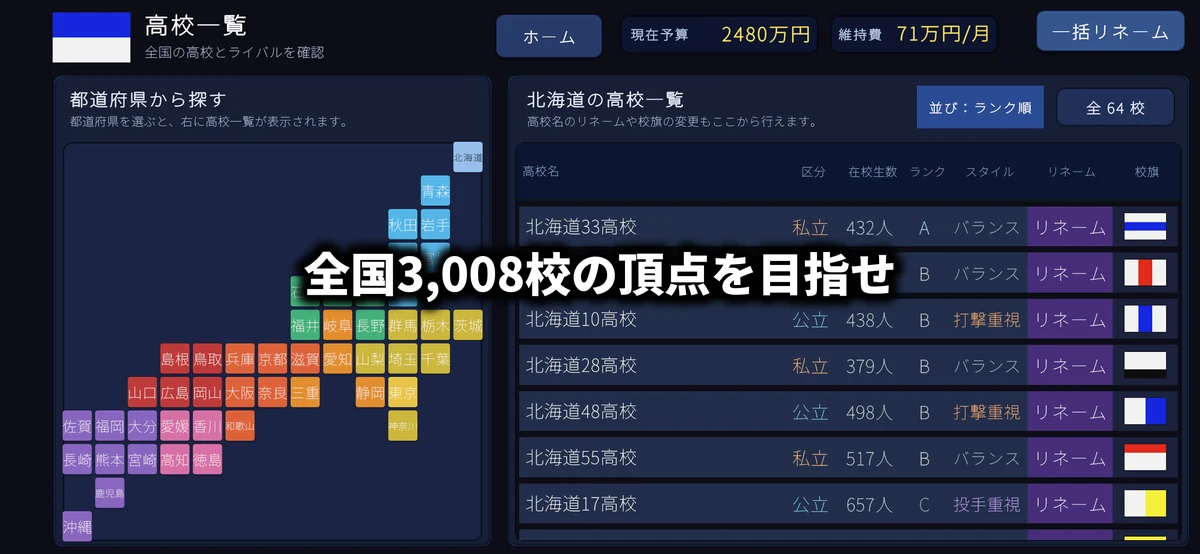 高校一覧
全国の高校とライバルを確認
ホーム
現在予算 2480万円
維持費 71万円/月
一括リネーム
都道府県から探す
都道府県を選ぶと、右に高校一覧が表示されます。
北海道
青森
秋田 岩手
福井 岐阜 長野 群馬 栃木 茨城
島根 鳥取 兵庫 京都 滋賀 愛知 山梨 埼玉 千葉
山口 広島 岡山 大阪 奈良 三重 静岡 東京
佐賀 福岡 大分 愛媛 香川 和歌山 神奈川
長崎 熊本 宮崎 高知 徳島
鹿児島
沖縄
北海道の高校一覧
高校名のリネームや校旗の変更もここから行えます。
並び：ランク順
全 64 校
高校名 区分 在校生数 ランク スタイル リネーム 校旗
北海道33高校 私立 432人 A バランス リネーム
全国3,008校の頂点を目指せ
B バランス リネーム
北海道10高校 公立 438人 B 打撃重視 リネーム
北海道28高校 私立 379人 B バランス リネーム
北海道48高校 公立 498人 B 打撃重視 リネーム
北海道55高校 私立 517人 B バランス リネーム
北海道17高校 公立 657人 C 投手重視 リネーム